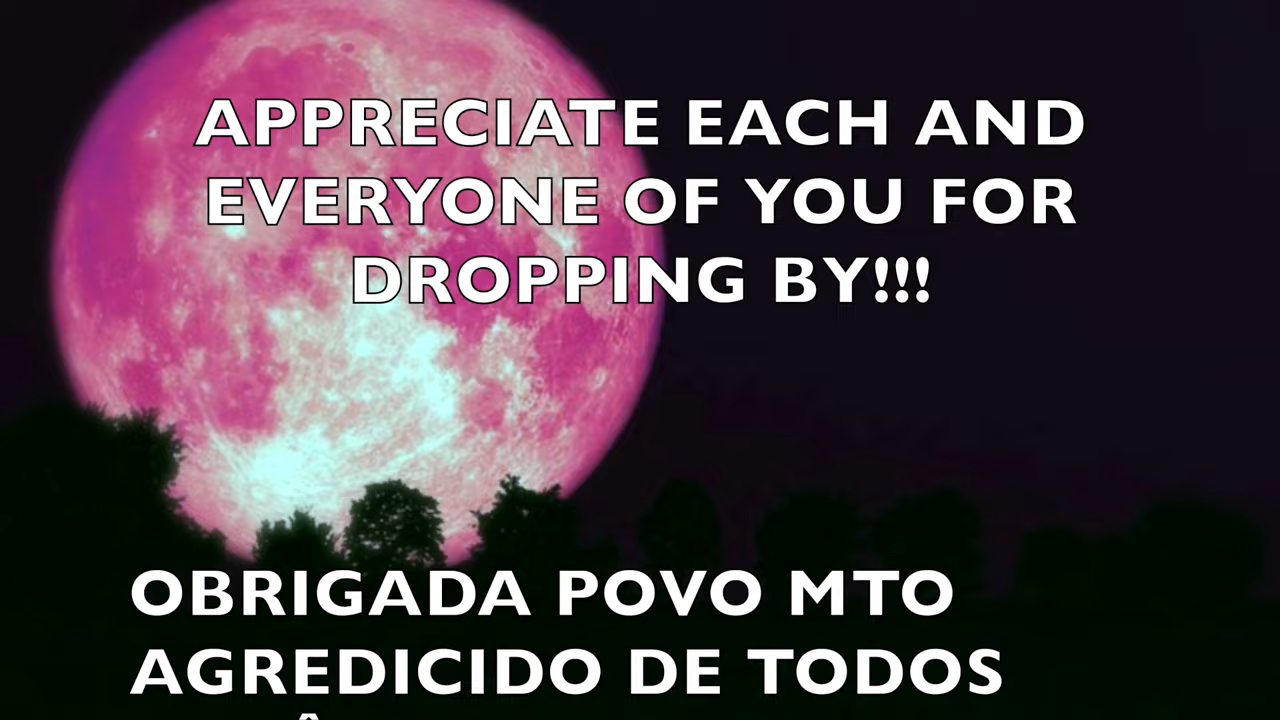 APPRECIATE EACH AND
EVERYONE OF YOU FOR
DROPPING BY!!!
OBRIGADA POVO MTO
AGREDICIDO DE TODOS